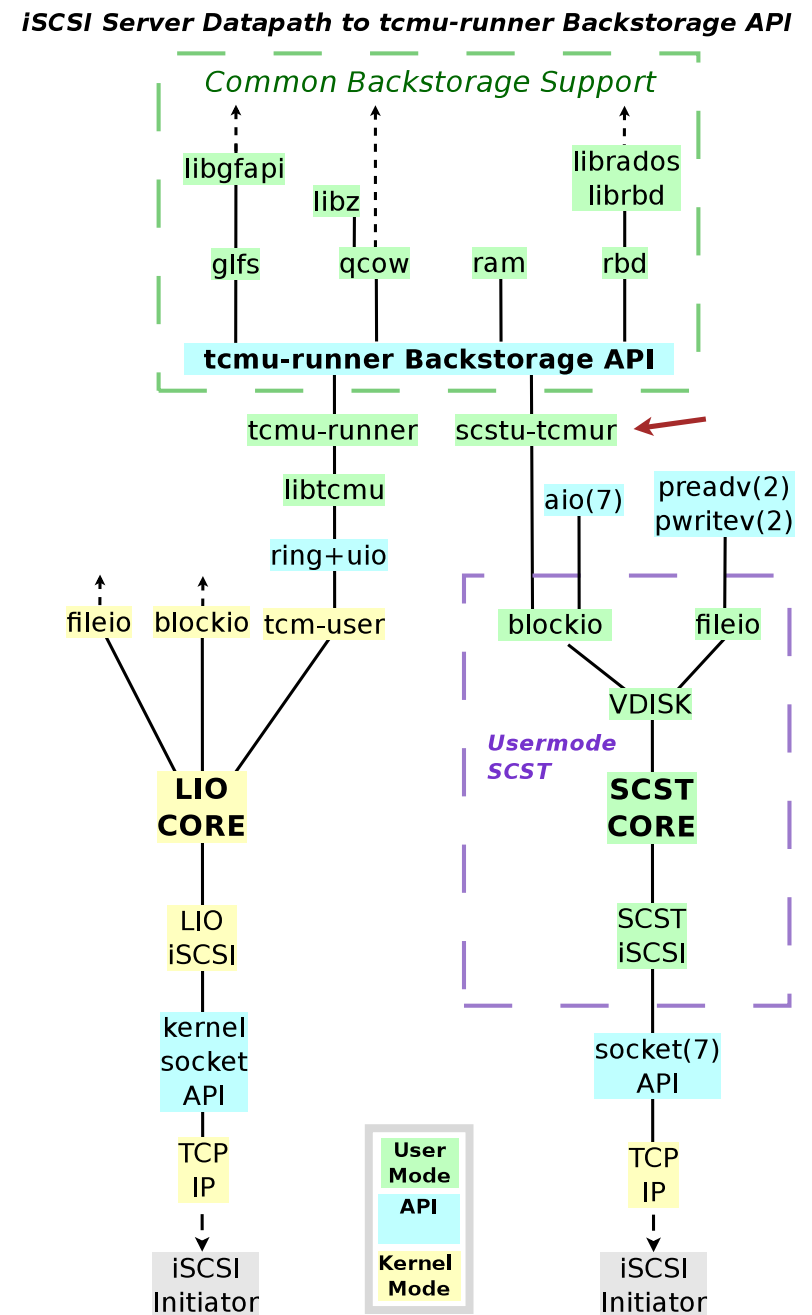 iSCSI Server Datapath to tcmu-runner Backstorage API
Common Backstorage Support
libgfapi
libz
librados
librbd
glfs
qcow
ram
rbd
tcmu-runner Backstorage API
tcmu-runner
scstu-tcmur
libtcmu
aio(7)
preadv(2)
pwritev(2)
ring+uio
fileio
blockio
tcm-user
blockio
fileio
VDISK
Usermode
SCST
LIO
CORE
SCST
CORE
LIO
iSCSI
SCST
iSCSI
kernel
socket
API
socket(7)
API
TCP
IP
User
Mode
API
Kernel
Mode
TCP
IP
iSCSI
Initiator
iSCSI
Initiator